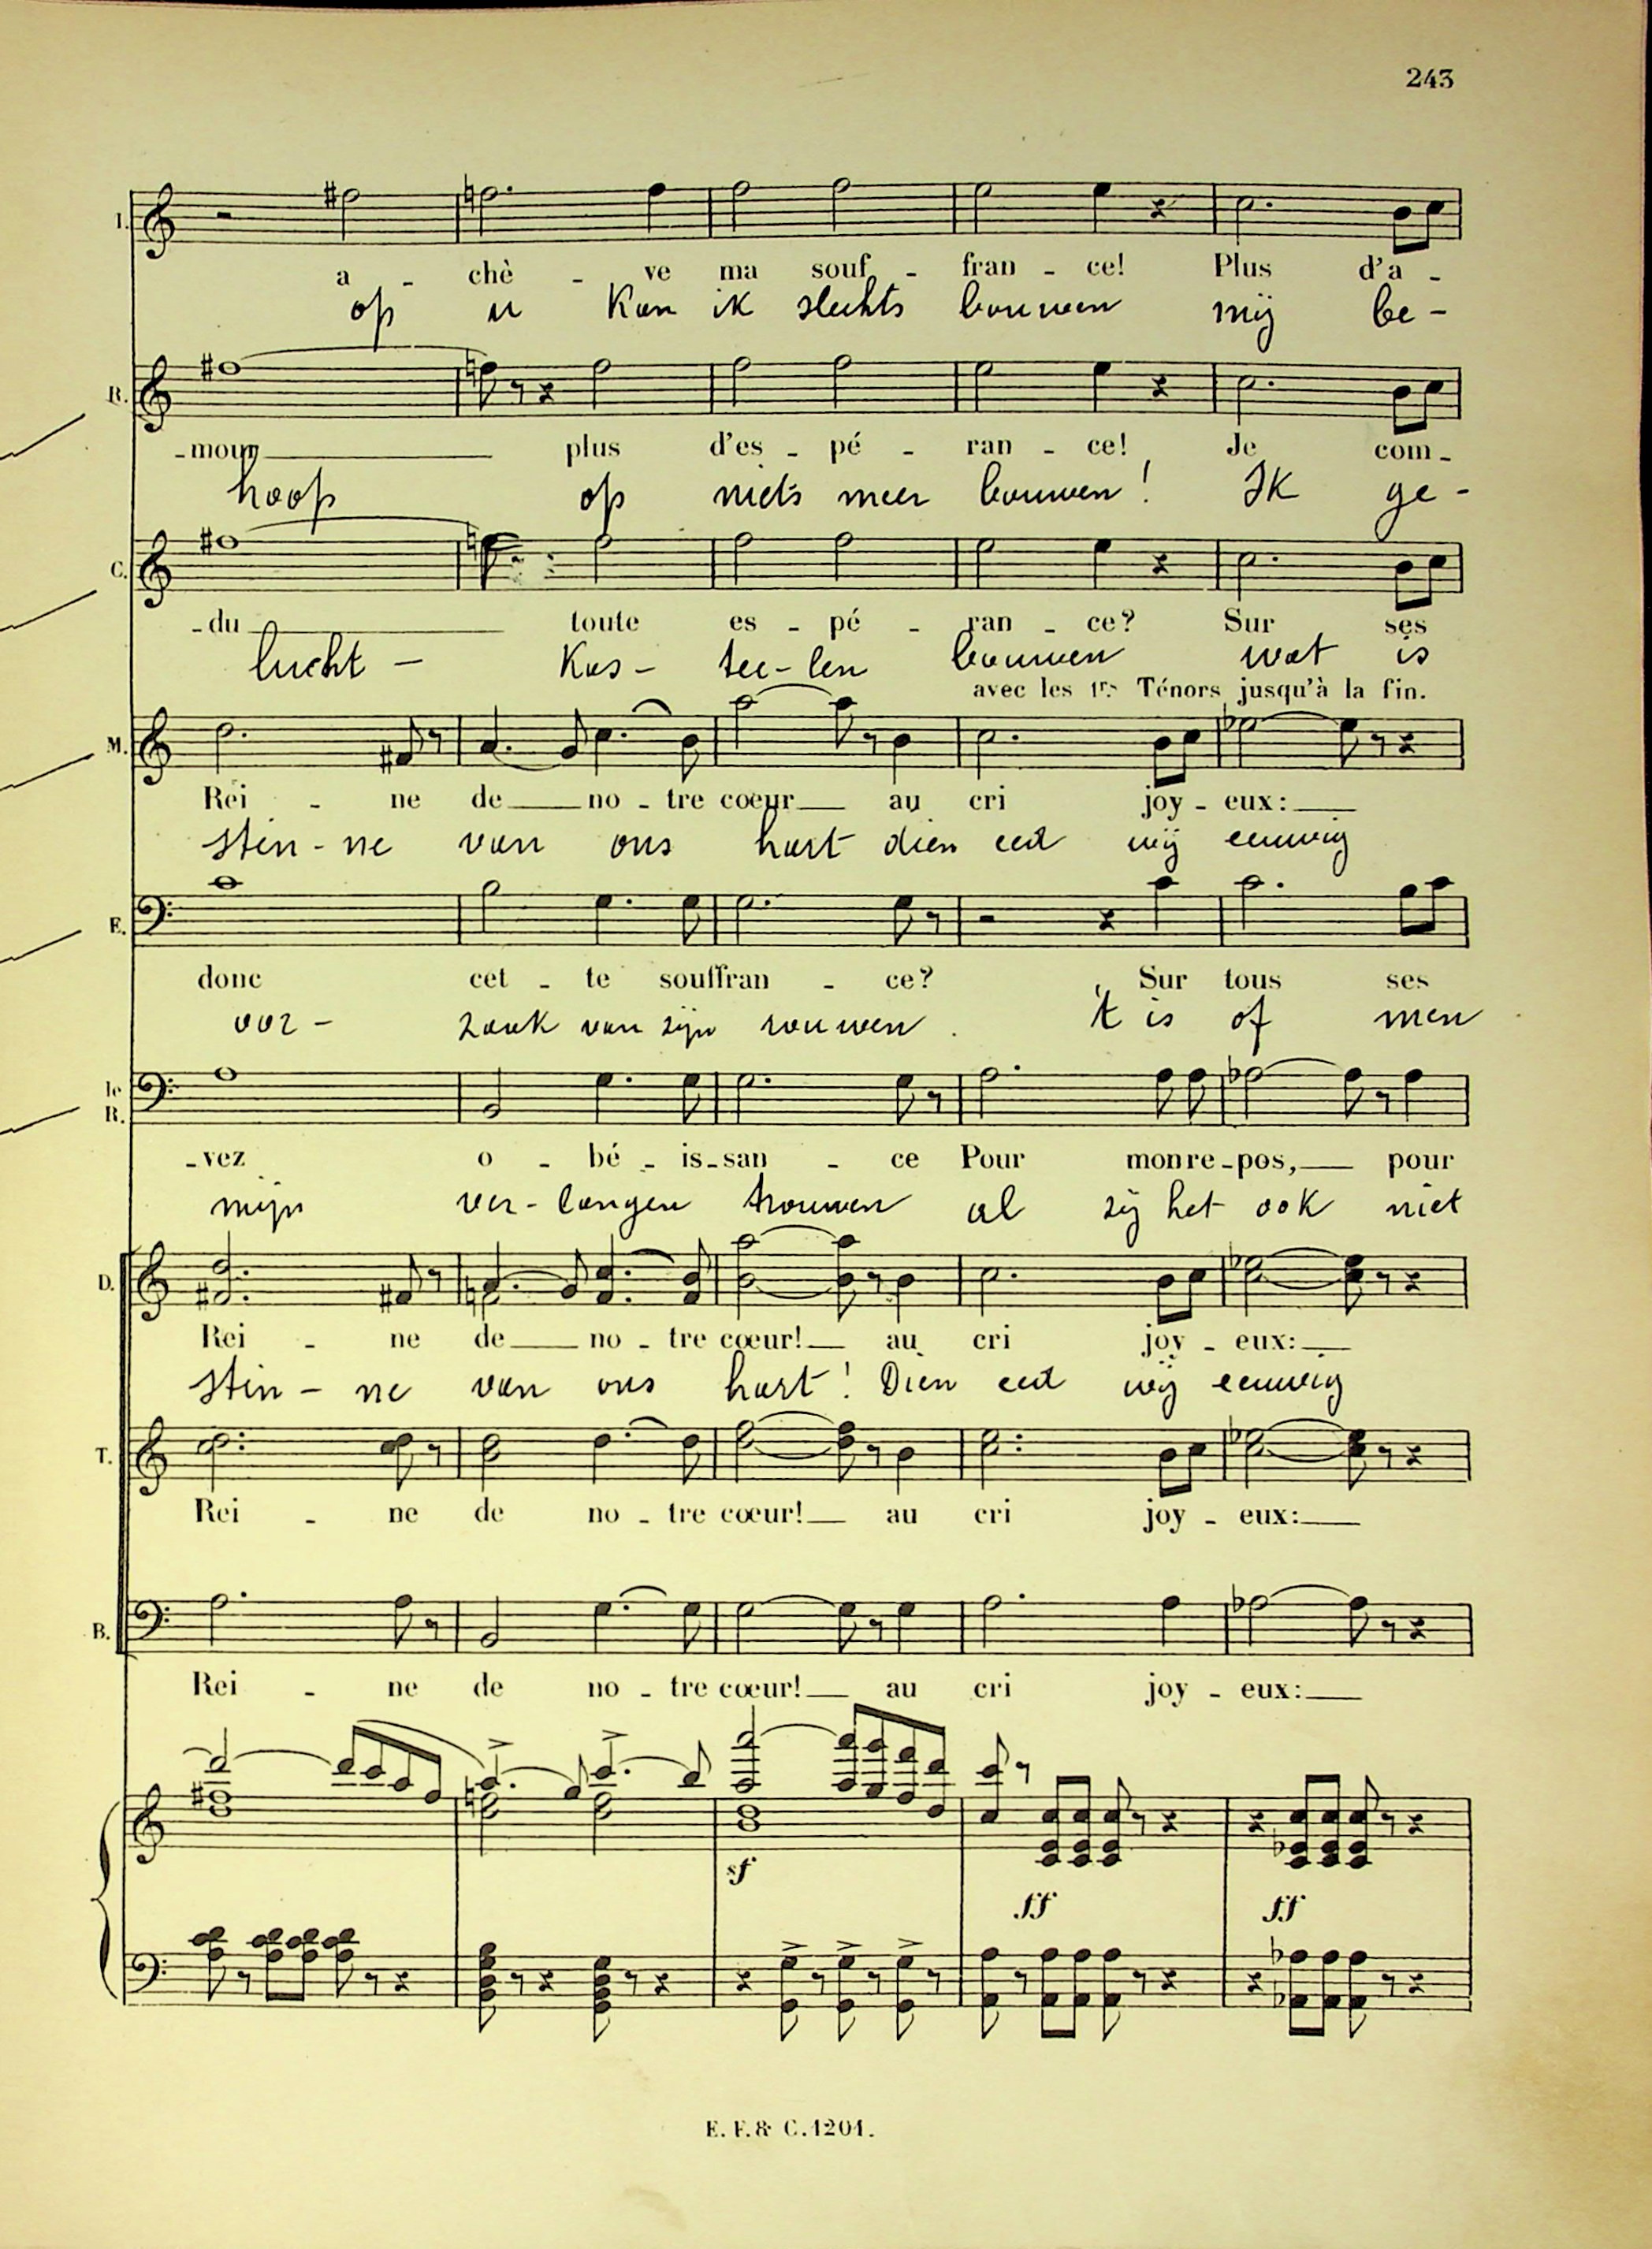 243
I.
a - chè - ve ma souf - fran - ce! Plus d'a -
op u kan ik slechts bouwen mij be -
R.
- mour plus d'es - pé - ran - ce! Je com -
hoop op niets meer bouwen! Ik ge -
C.
- du toute es - pé - ran - ce? Sur ses
lucht - kas - tee - len bouwen wat is
avec les 1rs Ténors jusqu'à la fin.
M.
Rei - ne de no - tre coeur au cri joy - eux:
stin - ne van ons hart dien eed wij eeuwig
E.
donc cet - te souffran - ce? Sur tous ses
oor - zaak van zijn rouwen. 't is of men
le R.
- vez o - bé - is - san - ce Pour mon re - pos, pour
mijn ver - langen trouwen al zij het ook niet
D.
Rei - ne de no - tre cœur! au cri joy - eux:
stin - ne van ons hart! Dien eed wij eeuwig
T.
Rei - ne de no - tre cœur! au cri joy - eux:
B.
Rei - ne de no - tre cœur! au cri joy - eux:
sf
ff ff
E. F. & C. 1201.